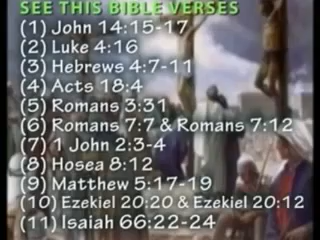 SEE THIS BIBLE VERSES
(1) John 14:15-17
(2) Luke 4:16
(3) Hebrews 4:7-11
(4) Acts 18:4
(5) Romans 3:31
(6) Romans 7:7 & Romans 7:12
(7) 1 John 2:3-4
(8) Hosea 8:12
(9) Matthew 5:17-19
(10) Ezekiel 20:20 & Ezekiel 20:12
(11) Isaiah 66:22-24